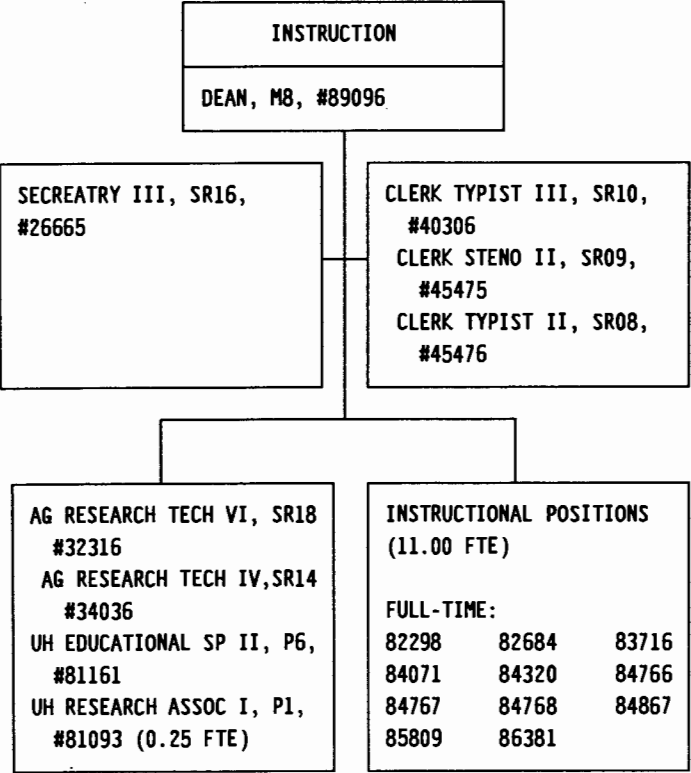 INSTRUCTION
DEAN, M8, #89096
SECREATRY III, SR16,
#26665
CLERK TYPIST III, SR10,
#40306
CLERK STENO II, SR09,
#45475
CLERK TYPIST II, SR08,
#45476
AG RESEARCH TECH VI, SR18
#32316
AG RESEARCH TECH IV,SR14
#34036
UH EDUCATIONAL SP II, P6,
#81161
UH RESEARCH ASSOC I, P1,
#81093 (0.25 FTE)
INSTRUCTIONAL POSITIONS
(11.00 FTE)
FULL-TIME:
82298 82684 83716
84071 84320 84766
84767 84768 84867
85809 86381